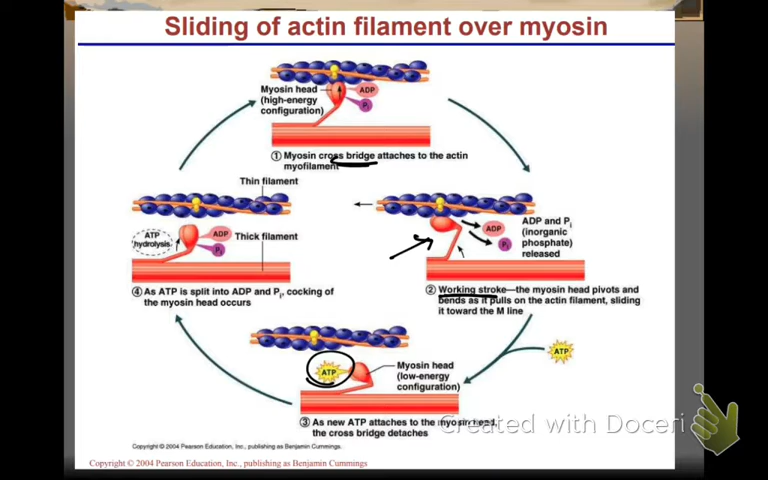 Sliding of actin filament over myosin
Myosin head
(high-energy
configuration)
ADP
Pi
① Myosin cross bridge attaches to the actin
myofilament
Thin filament
ADP and Pi
(inorganic
phosphate)
released
ADP
Pi
ATP
hydrolysis
ADP
Pi
Thick filament
② Working stroke—the myosin head pivots and
bends as it pulls on the actin filament, sliding
it toward the M line
④ As ATP is split into ADP and Pi, cocking of
the myosin head occurs
ATP
ATP
Myosin head
(low-energy
configuration)
③ As new ATP attaches to the myosin head,
the cross bridge detaches
Created with Doceri
Copyright © 2004 Pearson Education, Inc., publishing as Benjamin Cummings.
Copyright © 2004 Pearson Education, Inc., publishing as Benjamin Cummings